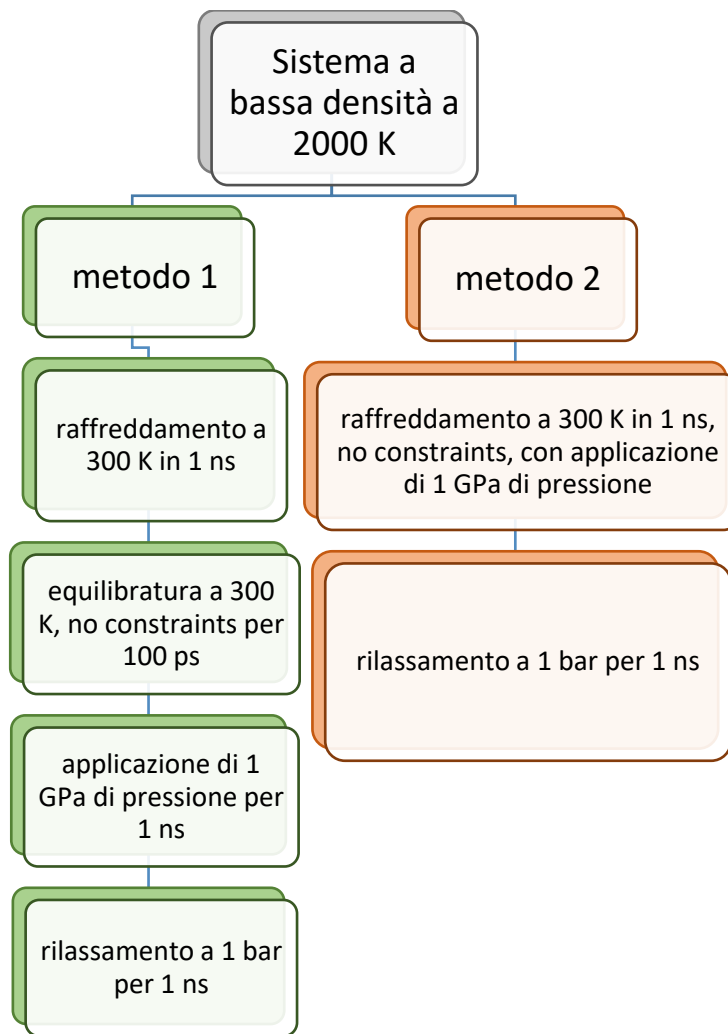 Sistema a
bassa densità a
2000 K
metodo 1
metodo 2
raffreddamento a
300 K in 1 ns
raffreddamento a 300 K in 1 ns,
no constraints, con applicazione
di 1 GPa di pressione
equilibratura a 300
K, no constraints per
100 ps
rilassamento a 1 bar per 1 ns
applicazione di 1
GPa di pressione per
1 ns
rilassamento a 1 bar
per 1 ns